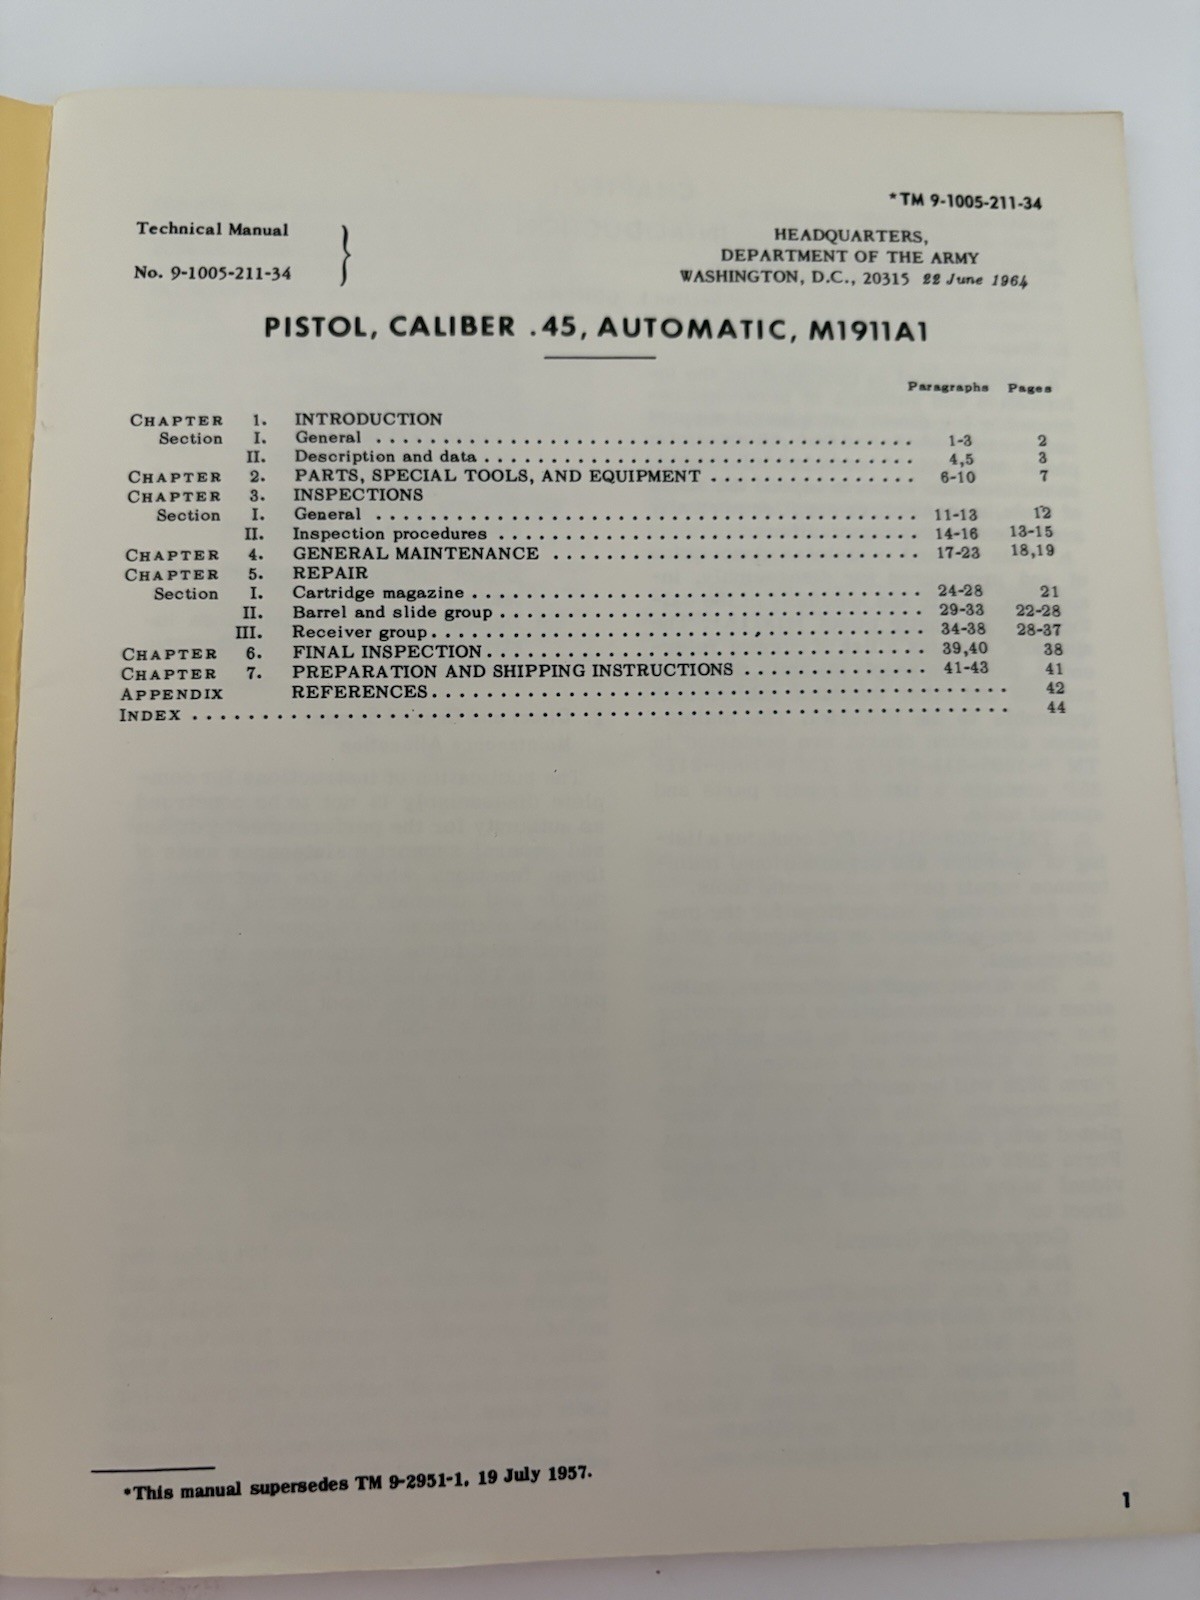 *TM 9-1005-211-34
Technical Manual
No. 9-1005-211-34
}
HEADQUARTERS,
DEPARTMENT OF THE ARMY
WASHINGTON, D.C., 20315 22 June 1964
PISTOL, CALIBER .45, AUTOMATIC, M1911A1
Paragraphs Pages
CHAPTER 1. INTRODUCTION
Section I. General . . . . . . . . . . . . . . . . . . . . . . . . . . . . . . . . . . . . . . . 1-3 2
II. Description and data . . . . . . . . . . . . . . . . . . . . . . . . . . . . . . . 4,5 3
CHAPTER 2. PARTS, SPECIAL TOOLS, AND EQUIPMENT . . . . . . . . . . . . . . . 6-10 7
CHAPTER 3. INSPECTIONS
Section I. General . . . . . . . . . . . . . . . . . . . . . . . . . . . . . . . . . . . . . . . 11-13 12
II. Inspection procedures . . . . . . . . . . . . . . . . . . . . . . . . . . . . . . 14-16 13-15
CHAPTER 4. GENERAL MAINTENANCE . . . . . . . . . . . . . . . . . . . . . . . . . . 17-23 18,19
CHAPTER 5. REPAIR
Section I. Cartridge magazine . . . . . . . . . . . . . . . . . . . . . . . . . . . . . . . . 24-28 21
II. Barrel and slide group . . . . . . . . . . . . . . . . . . . . . . . . . . . . . . 29-33 22-28
III. Receiver group . . . . . . . . . . . . . . . . . . . . . . . . . . . . . . . . . . . 34-38 28-37
CHAPTER 6. FINAL INSPECTION . . . . . . . . . . . . . . . . . . . . . . . . . . . . . . . 39,40 38
CHAPTER 7. PREPARATION AND SHIPPING INSTRUCTIONS . . . . . . . . . . . . . 41-43 41
APPENDIX REFERENCES . . . . . . . . . . . . . . . . . . . . . . . . . . . . . . . . . . . . . . . . . 42
INDEX . . . . . . . . . . . . . . . . . . . . . . . . . . . . . . . . . . . . . . . . . . . . . . . . . . . . . . . . . . 44
*This manual supersedes TM 9-2951-1, 19 July 1957.
1